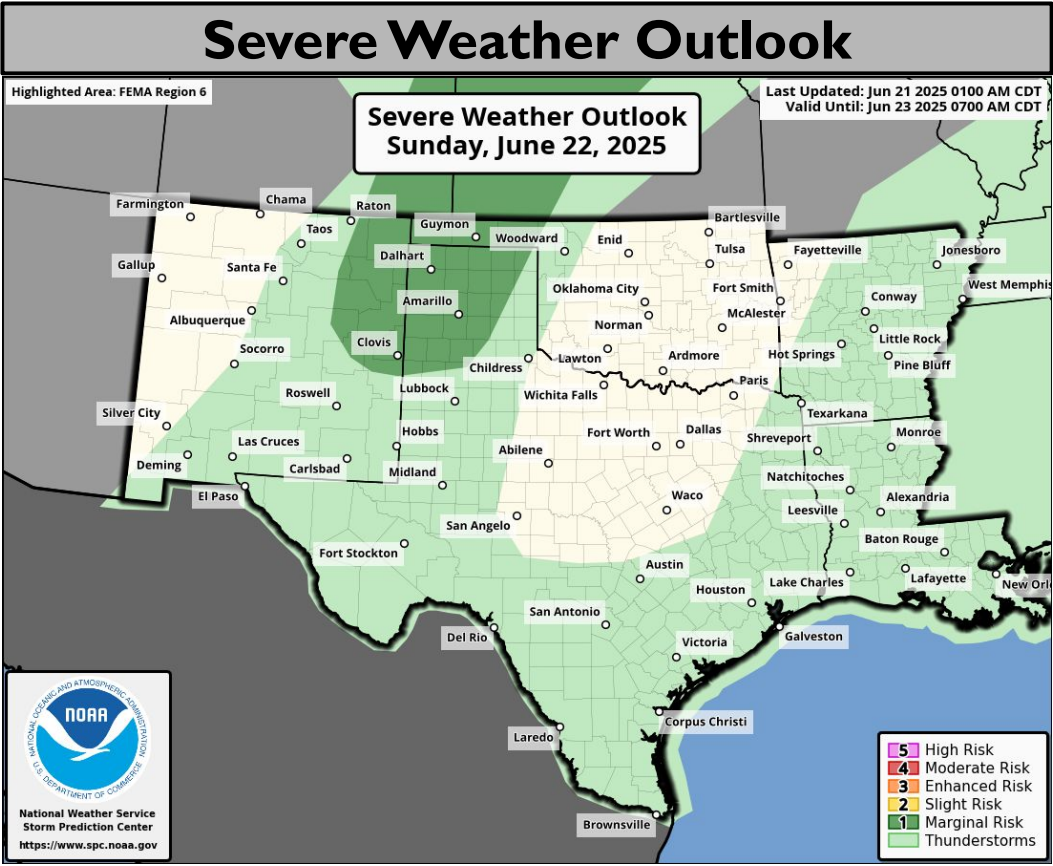 Severe Weather Outlook
Highlighted Area: FEMA Region 6
Last Updated: Jun 21 2025 0100 AM CDT
Valid Until: Jun 23 2025 0700 AM CDT
Severe Weather Outlook
Sunday, June 22, 2025
Farmington
Chama
Raton
Taos
Guymon
Woodward
Enid
Bartlesville
Tulsa
Fayetteville
Jonesboro
Gallup
Santa Fe
Dalhart
Oklahoma City
Fort Smith
West Memphis
Albuquerque
Amarillo
Norman
McAlester
Conway
Little Rock
Socorro
Clovis
Childress
Lawton
Ardmore
Hot Springs
Pine Bluff
Roswell
Lubbock
Wichita Falls
Paris
Silver City
Texarkana
Las Cruces
Hobbs
Abilene
Fort Worth
Dallas
Shreveport
Monroe
Deming
Carlsbad
Midland
Natchitoches
El Paso
San Angelo
Waco
Leesville
Alexandria
Fort Stockton
Baton Rouge
Austin
Houston
Lake Charles
Lafayette
New Orl
San Antonio
Del Rio
Victoria
Galveston
Laredo
Corpus Christi
Brownsville
NATIONAL OCEANIC AND ATMOSPHERIC ADMINISTRATION
NOAA
U.S. DEPARTMENT OF COMMERCE
National Weather Service
Storm Prediction Center
https://www.spc.noaa.gov
5 High Risk
4 Moderate Risk
3 Enhanced Risk
2 Slight Risk
1 Marginal Risk
Thunderstorms